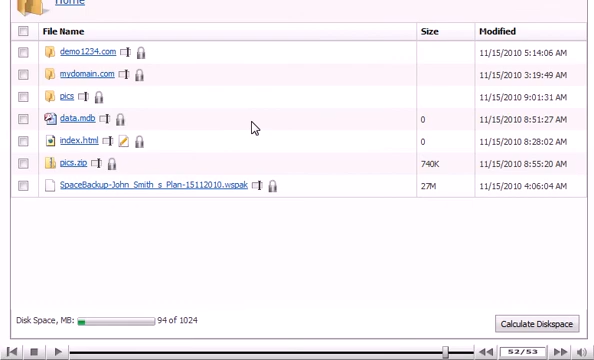 Home
File Name Size Modified
demo1234.com 11/15/2010 5:14:06 AM
mydomain.com 11/15/2010 3:19:49 AM
pics 11/15/2010 9:01:31 AM
data.mdb 0 11/15/2010 8:51:27 AM
index.html 0 11/15/2010 8:28:02 AM
pics.zip 740K 11/15/2010 8:55:20 AM
SpaceBackup-John_Smith_s_Plan-15112010.wspak 27M 11/15/2010 4:06:04 AM
Disk Space, MB: 94 of 1024 Calculate Diskspace
52/53